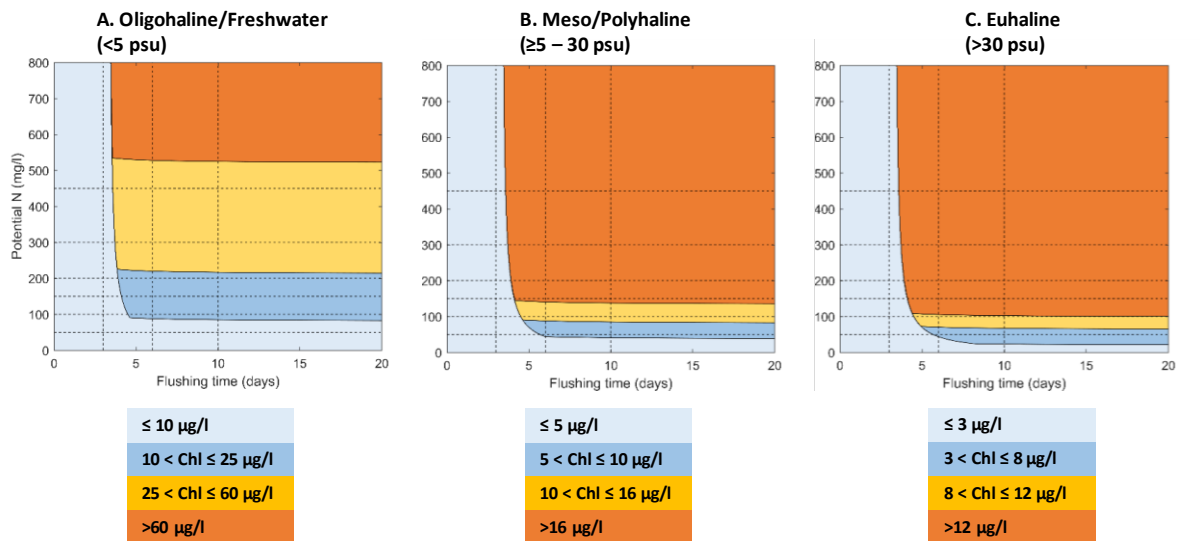 A. Oligohaline/Freshwater
(<5 psu)
B. Meso/Polyhaline
(≥5 – 30 psu)
C. Euhaline
(>30 psu)
Potential N (mg/l)
800
700
600
500
400
300
200
100
0
0 5 10 15 20
Flushing time (days)
800
700
600
500
400
300
200
100
0
0 5 10 15 20
Flushing time (days)
800
700
600
500
400
300
200
100
0
0 5 10 15 20
Flushing time (days)
≤ 10 µg/l
10 < Chl ≤ 25 µg/l
25 < Chl ≤ 60 µg/l
>60 µg/l
≤ 5 µg/l
5 < Chl ≤ 10 µg/l
10 < Chl ≤ 16 µg/l
>16 µg/l
≤ 3 µg/l
3 < Chl ≤ 8 µg/l
8 < Chl ≤ 12 µg/l
>12 µg/l